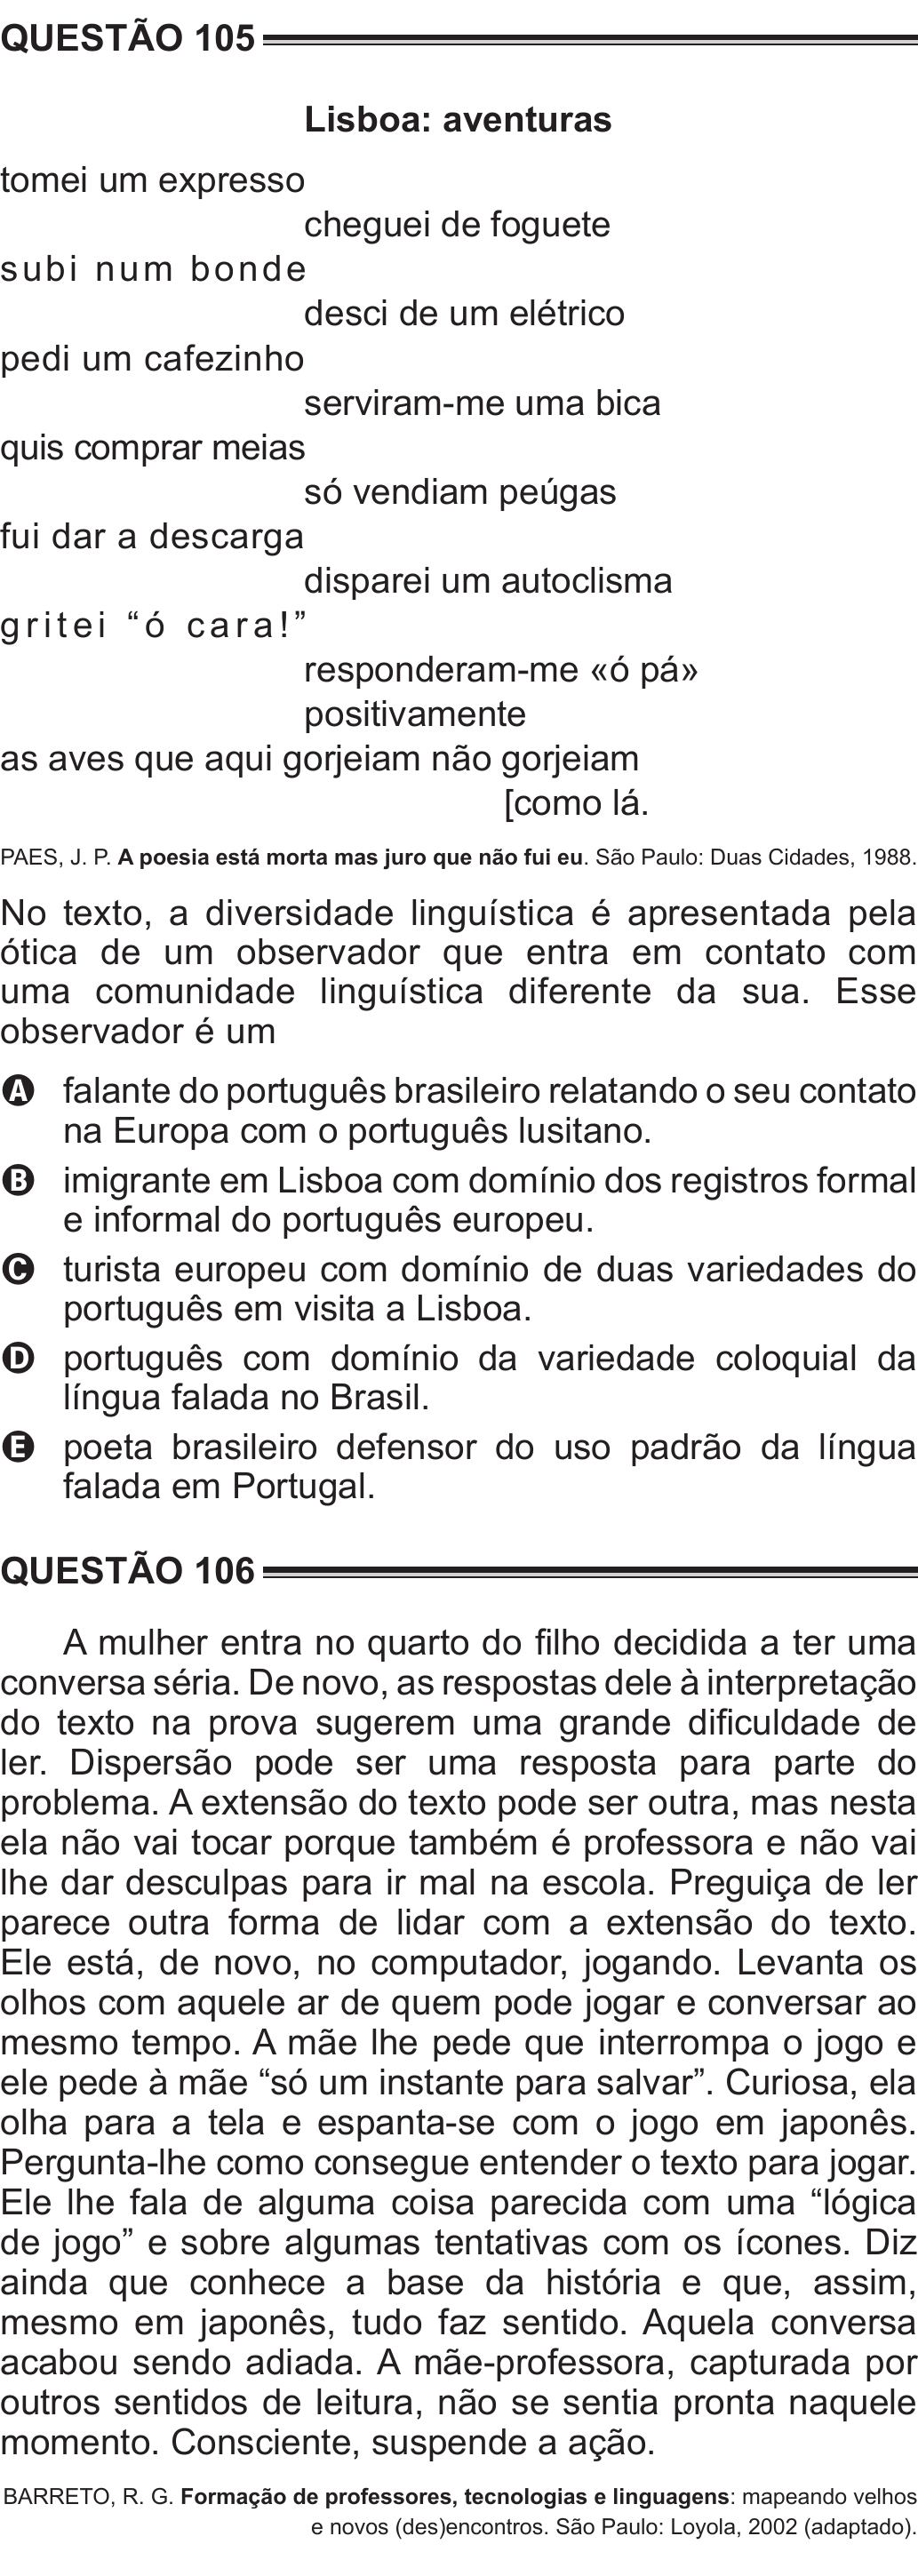 QUESTÃO 105
Lisboa: aventuras
tomei um expresso
cheguei de foguete
subi num bonde
desci de um elétrico
pedi um cafezinho
serviram-me uma bica
quis comprar meias
só vendiam peúgas
fui dar a descarga
disparei um autoclisma
gritei “ó cara!”
responderam-me «ó pá»
positivamente
as aves que aqui gorjeiam não gorjeiam
[como lá.
PAES, J. P. A poesia está morta mas juro que não fui eu. São Paulo: Duas Cidades, 1988.
No texto, a diversidade linguística é apresentada pela
ótica de um observador que entra em contato com
uma comunidade linguística diferente da sua. Esse
observador é um
A falante do português brasileiro relatando o seu contato
na Europa com o português lusitano.
B imigrante em Lisboa com domínio dos registros formal
e informal do português europeu.
C turista europeu com domínio de duas variedades do
português em visita a Lisboa.
D português com domínio da variedade coloquial da
língua falada no Brasil.
E poeta brasileiro defensor do uso padrão da língua
falada em Portugal.
QUESTÃO 106
A mulher entra no quarto do filho decidida a ter uma
conversa séria. De novo, as respostas dele à interpretação
do texto na prova sugerem uma grande dificuldade de
ler. Dispersão pode ser uma resposta para parte do
problema. A extensão do texto pode ser outra, mas nesta
ela não vai tocar porque também é professora e não vai
lhe dar desculpas para ir mal na escola. Preguiça de ler
parece outra forma de lidar com a extensão do texto.
Ele está, de novo, no computador, jogando. Levanta os
olhos com aquele ar de quem pode jogar e conversar ao
mesmo tempo. A mãe lhe pede que interrompa o jogo e
ele pede à mãe “só um instante para salvar”. Curiosa, ela
olha para a tela e espanta-se com o jogo em japonês.
Pergunta-lhe como consegue entender o texto para jogar.
Ele lhe fala de alguma coisa parecida com uma “lógica
de jogo” e sobre algumas tentativas com os ícones. Diz
ainda que conhece a base da história e que, assim,
mesmo em japonês, tudo faz sentido. Aquela conversa
acabou sendo adiada. A mãe-professora, capturada por
outros sentidos de leitura, não se sentia pronta naquele
momento. Consciente, suspende a ação.
BARRETO, R. G. Formação de professores, tecnologias e linguagens: mapeando velhos
e novos (des)encontros. São Paulo: Loyola, 2002 (adaptado).